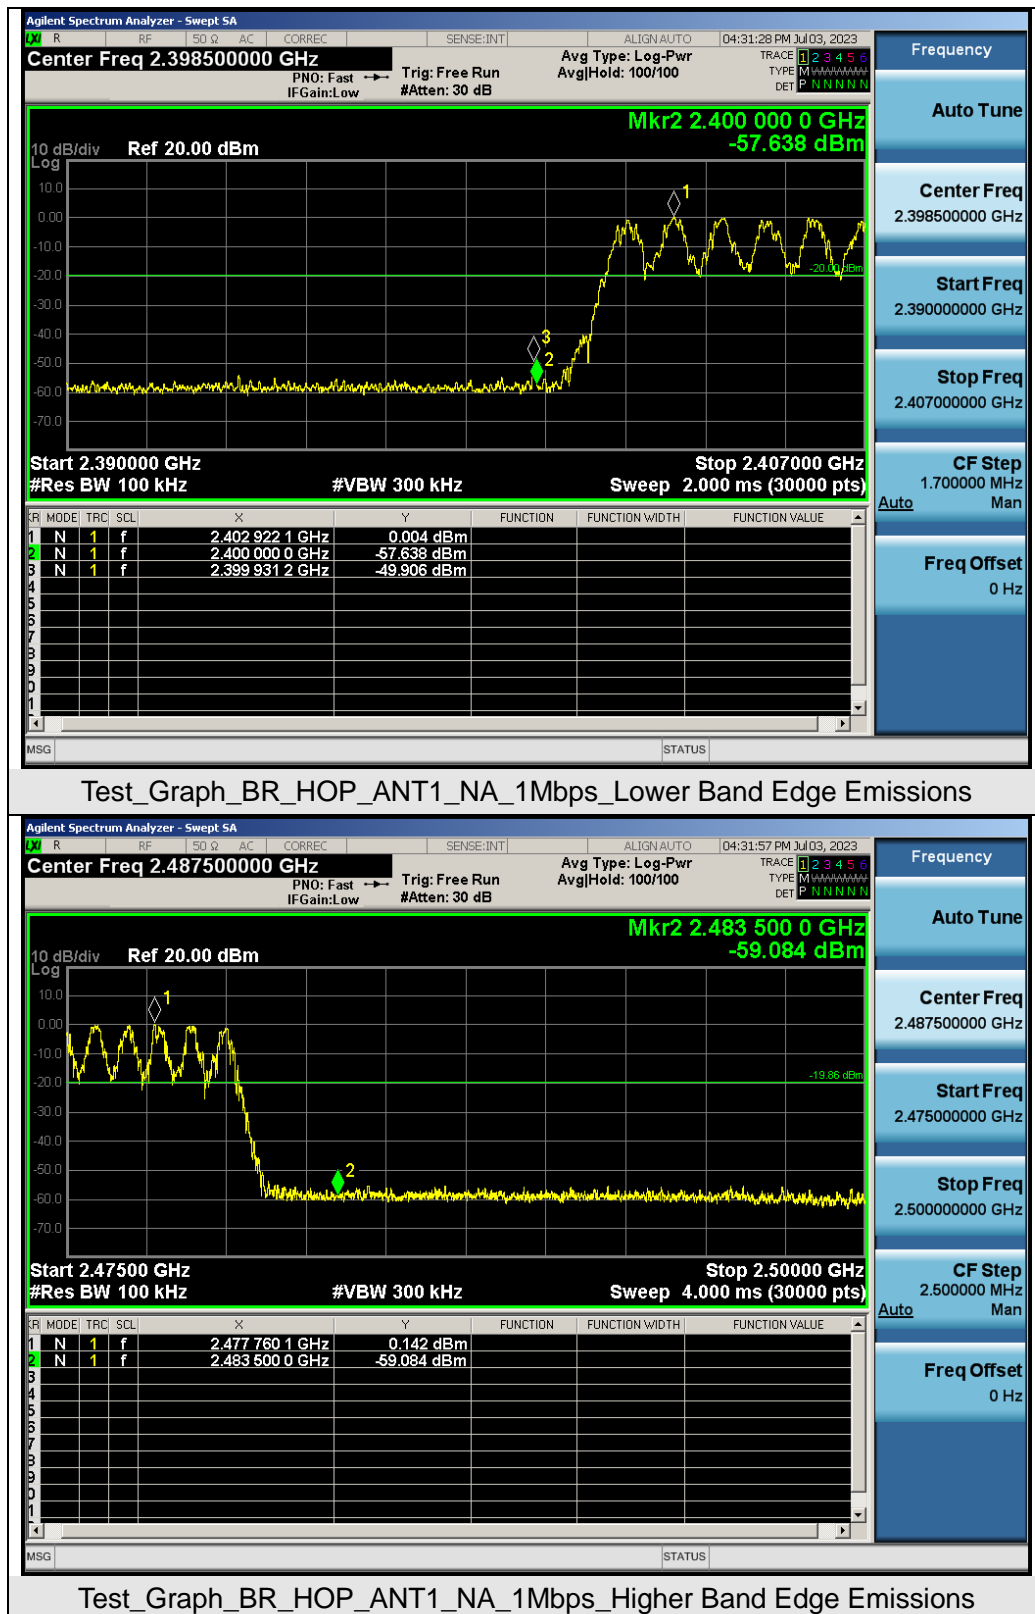 Agilent Spectrum Analyzer - Swept SA
LXI R RF 50 Ω AC CORREC SENSE:INT ALIGN AUTO 04:31:28 PM Jul 03, 2023
Center Freq 2.398500000 GHz
PNO: Fast
IFGain:Low
Trig: Free Run
#Atten: 30 dB
Avg Type: Log-Pwr
Avg|Hold: 100/100
TRACE 1 2 3 4 5 6
TYPE M
DET P N N N N N
Mkr2 2.400 000 0 GHz
-57.638 dBm
10 dB/div Ref 20.00 dBm
Log
10.0
0.00
-10.0
-20.0
-30.0
-40.0
-50.0
-60.0
-70.0
1
-20.00 dBm
3
2
Start 2.390000 GHz Stop 2.407000 GHz
#Res BW 100 kHz #VBW 300 kHz Sweep 2.000 ms (30000 pts)
MODE TRC SCL X Y FUNCTION FUNCTION WIDTH FUNCTION VALUE
1 N 1 f 2.402 922 1 GHz 0.004 dBm
2 N 1 f 2.400 000 0 GHz -57.638 dBm
3 N 1 f 2.399 931 2 GHz -49.906 dBm
4
5
6
7
8
9
0
1
MSG STATUS
Frequency
Auto Tune
Center Freq
2.398500000 GHz
Start Freq
2.390000000 GHz
Stop Freq
2.407000000 GHz
CF Step
1.700000 MHz
Auto Man
Freq Offset
0 Hz
Test_Graph_BR_HOP_ANT1_NA_1Mbps_Lower Band Edge Emissions
Agilent Spectrum Analyzer - Swept SA
LXI R RF 50 Ω AC CORREC SENSE:INT ALIGN AUTO 04:31:57 PM Jul 03, 2023
Center Freq 2.487500000 GHz
PNO: Fast
IFGain:Low
Trig: Free Run
#Atten: 30 dB
Avg Type: Log-Pwr
Avg|Hold: 100/100
TRACE 1 2 3 4 5 6
TYPE M
DET P N N N N N
Mkr2 2.483 500 0 GHz
-59.084 dBm
10 dB/div Ref 20.00 dBm
Log
10.0
0.00
-10.0
-20.0
-30.0
-40.0
-50.0
-60.0
-70.0
1
-19.86 dBm
2
Start 2.47500 GHz Stop 2.50000 GHz
#Res BW 100 kHz #VBW 300 kHz Sweep 4.000 ms (30000 pts)
MODE TRC SCL X Y FUNCTION FUNCTION WIDTH FUNCTION VALUE
1 N 1 f 2.477 760 1 GHz 0.142 dBm
2 N 1 f 2.483 500 0 GHz -59.084 dBm
3
4
5
6
7
8
9
0
1
MSG STATUS
Frequency
Auto Tune
Center Freq
2.487500000 GHz
Start Freq
2.475000000 GHz
Stop Freq
2.500000000 GHz
CF Step
2.500000 MHz
Auto Man
Freq Offset
0 Hz
Test_Graph_BR_HOP_ANT1_NA_1Mbps_Higher Band Edge Emissions